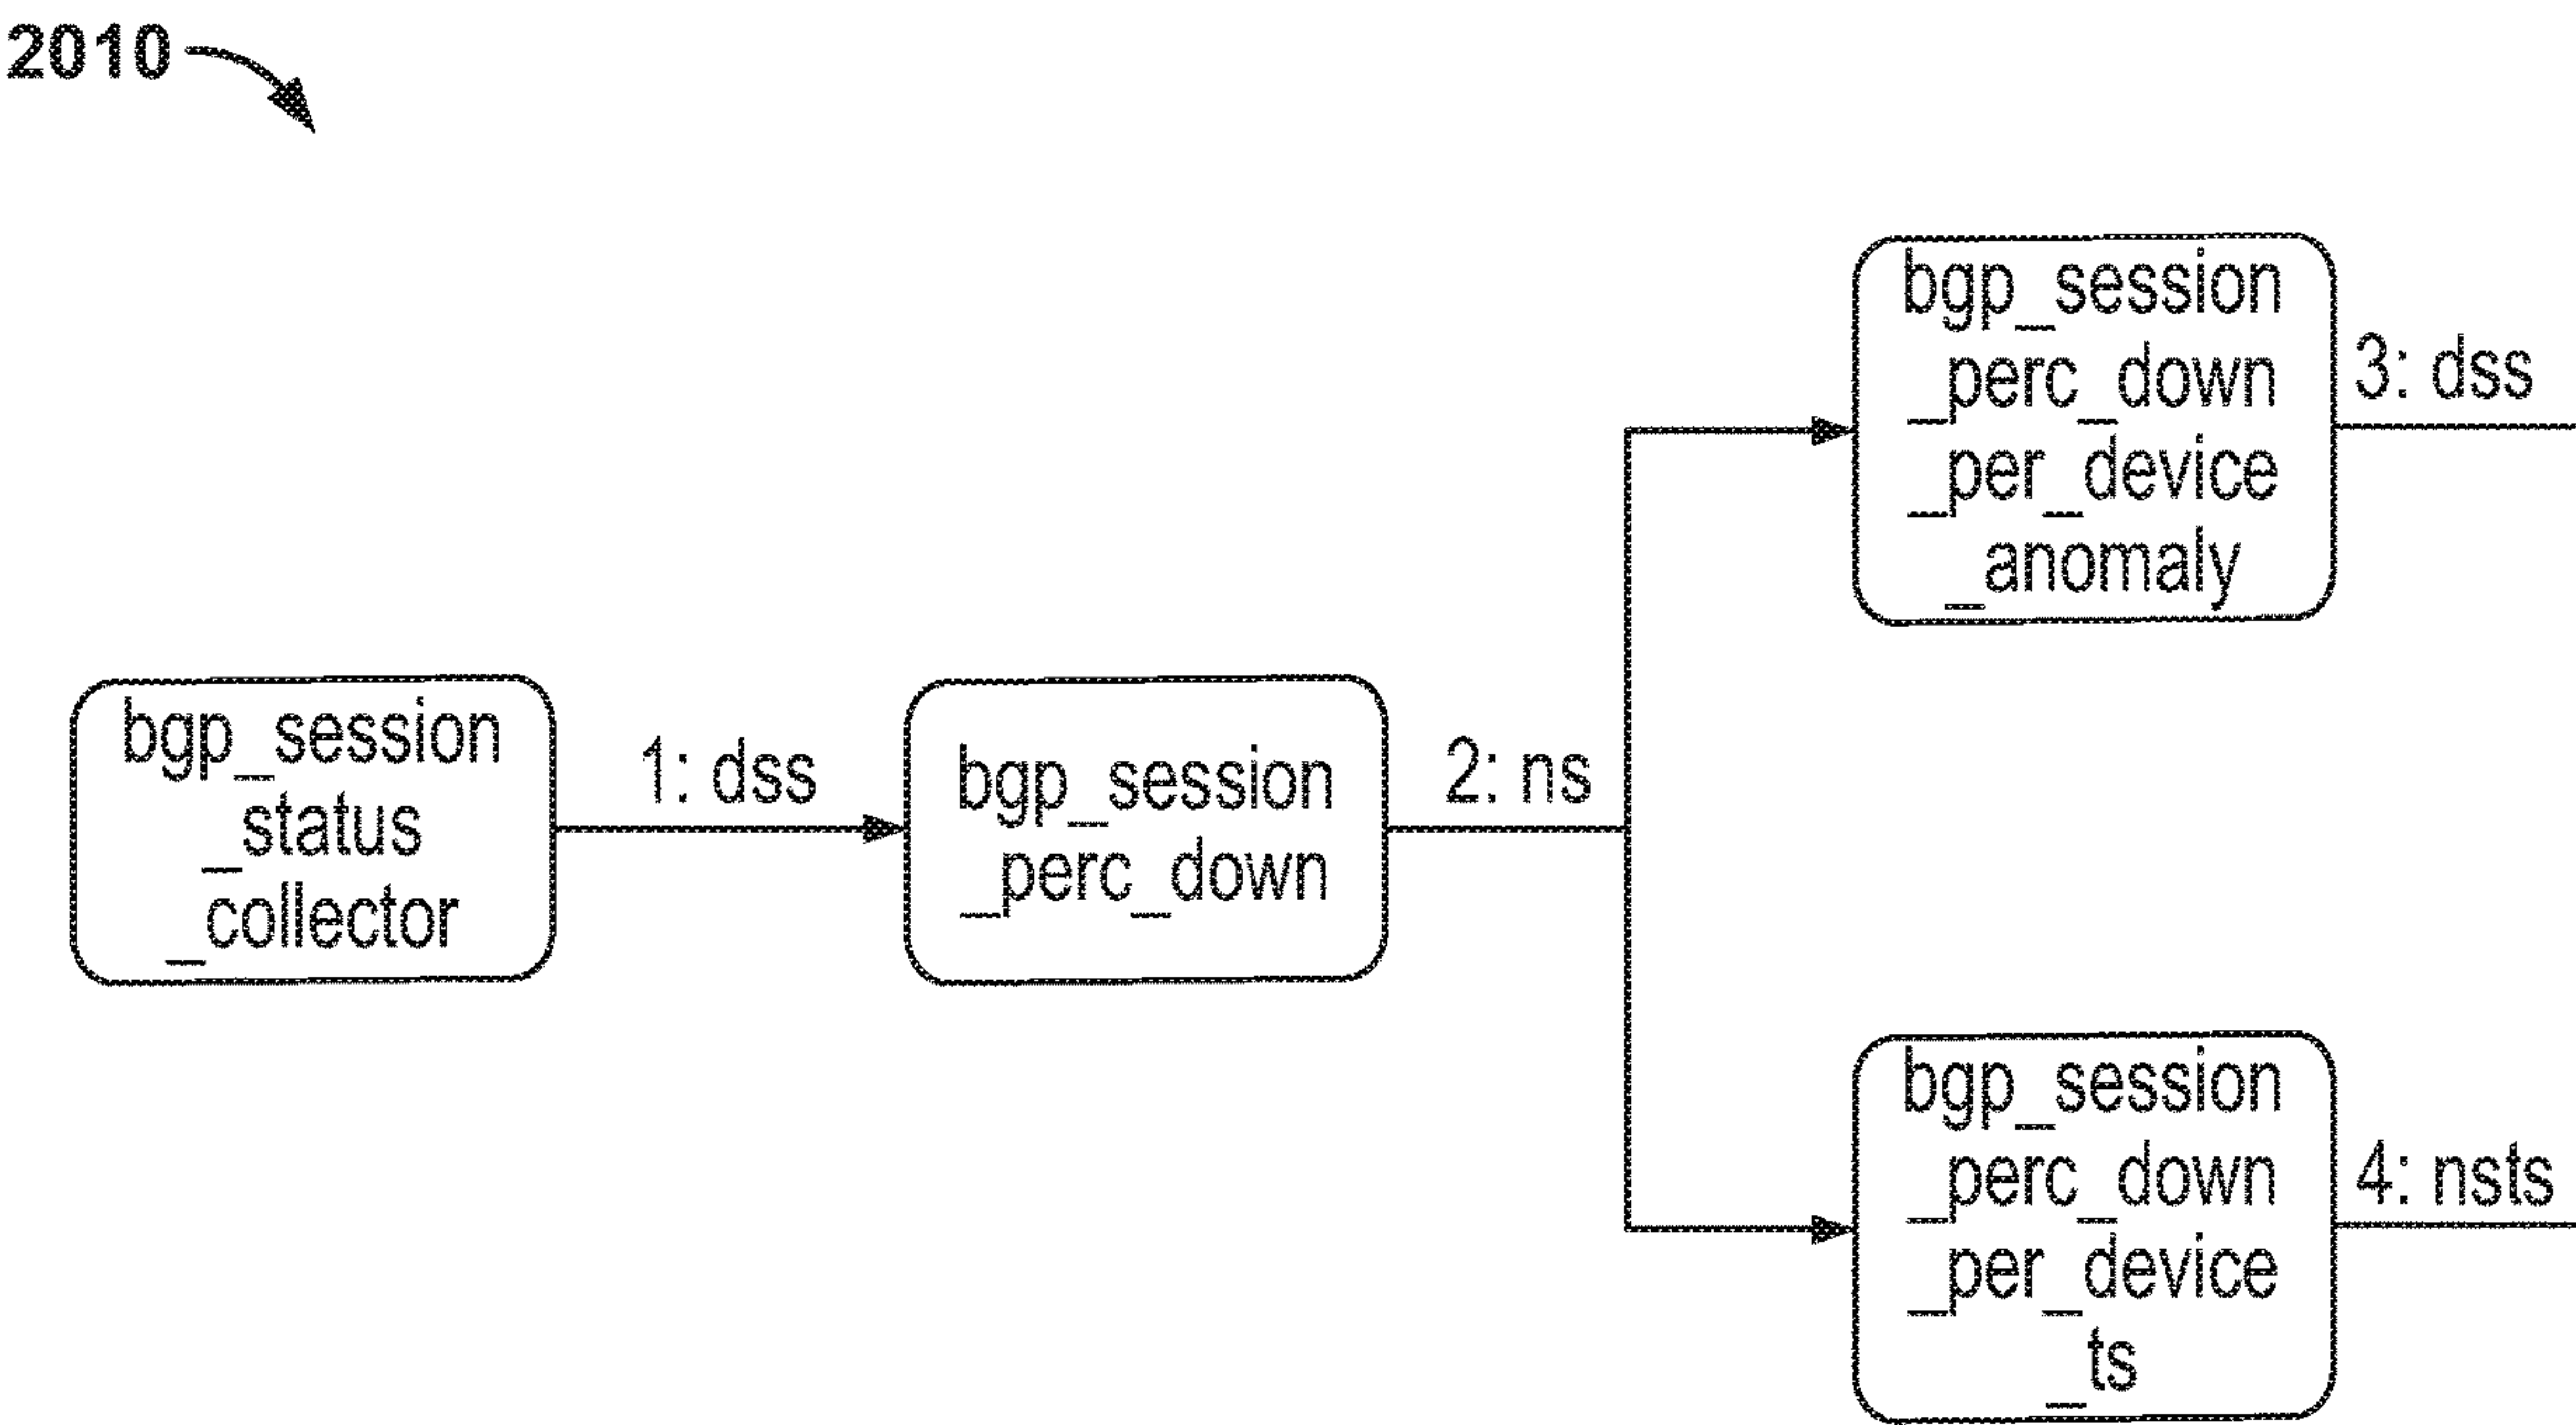 2010
bgp_session
_status
_collector
1: dss
bgp_session
_perc_down
2: ns
bgp_session
_perc_down
_per_device
_anomaly
3: dss
bgp_session
_perc_down
_per_device
_ts
4: nsts